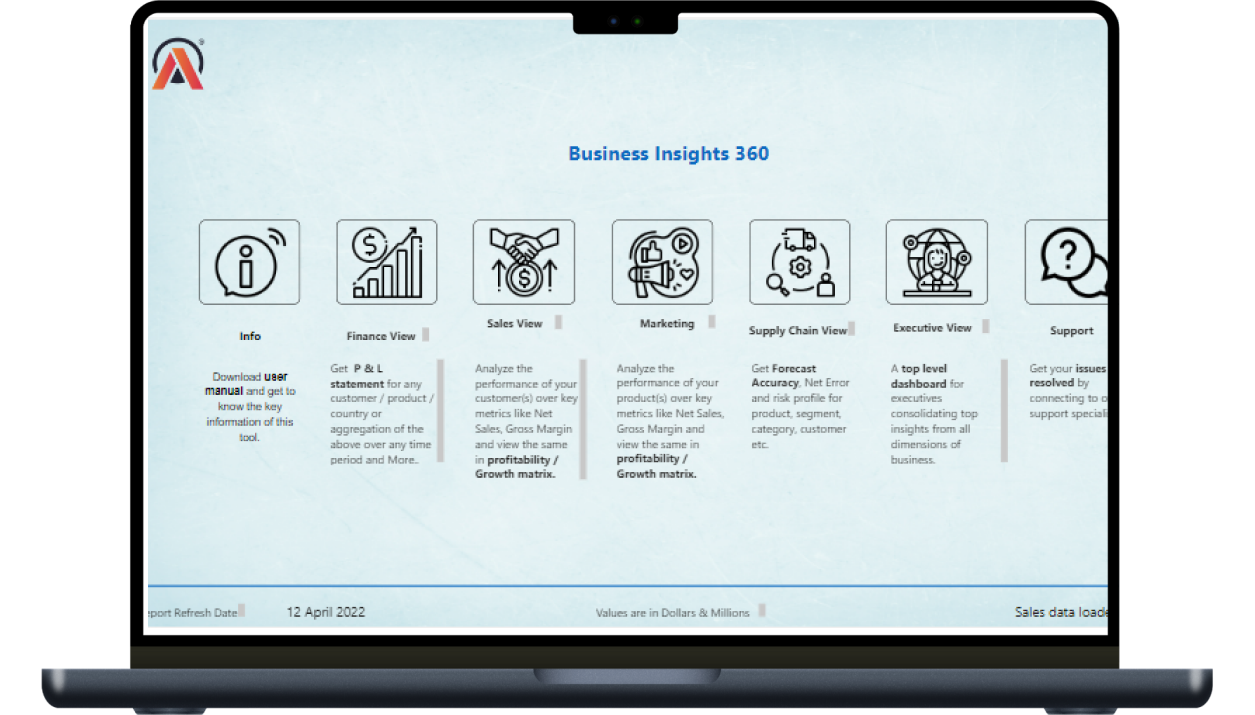 Business Insights 360
Info
Download user
manual and get to
know the key
information of this
tool.
Finance View
Get P & L
statement for any
customer / product /
country or
aggregation of the
above over any time
period and More..
Sales View
Analyze the
performance of your
customer(s) over key
metrics like Net
Sales, Gross Margin
and view the same
in profitability /
Growth matrix.
Marketing
Analyze the
performance of your
product(s) over key
metrics like Net Sales,
Gross Margin and
view the same in
profitability /
Growth matrix.
Supply Chain View
Get Forecast
Accuracy, Net Error
and risk profile for
product, segment,
category, customer
etc.
Executive View
A top level
dashboard for
executives
consolidating top
insights from all
dimensions of
business.
Support
Get your issues
resolved by
connecting to
support
Refresh Date
12 April 2022
Values are in Dollars & Millions
Sales data